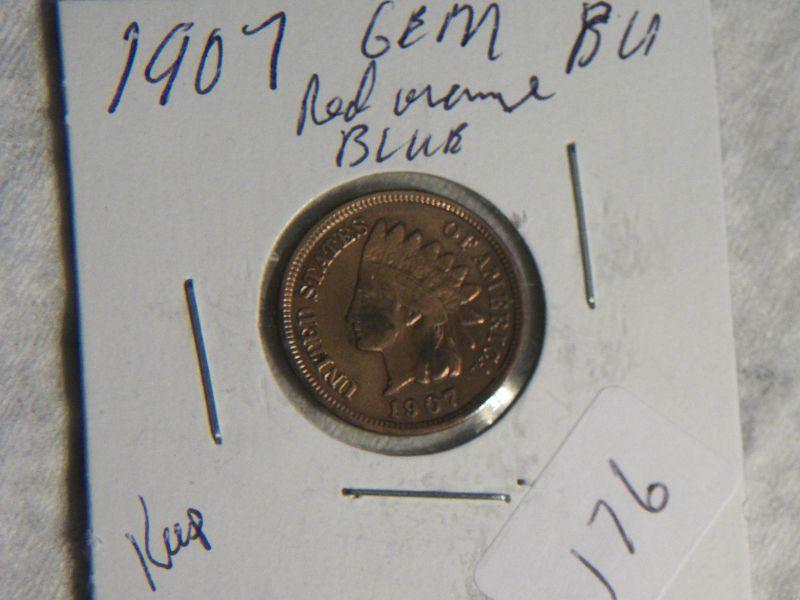 1907 GEM BU
Red orange
BLUE
UNITED STATES OF AMERICA
1907
Keep
176